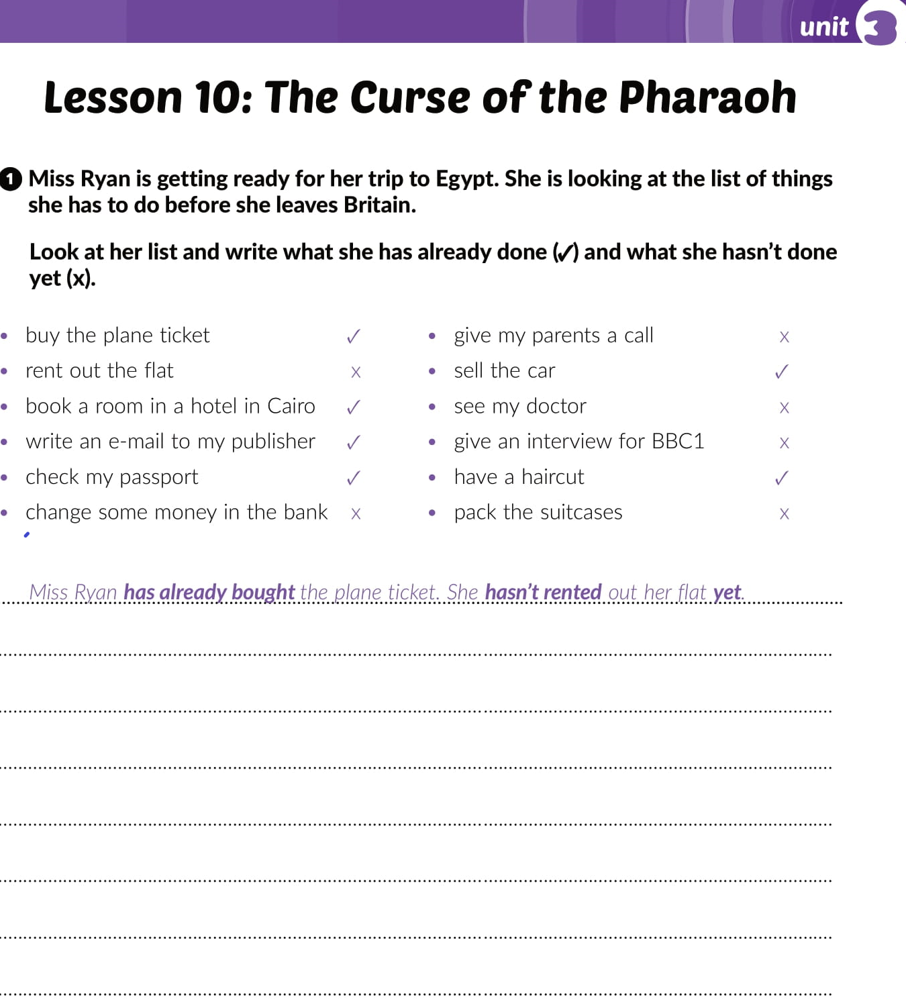 unit 3
Lesson 10: The Curse of the Pharaoh
1 Miss Ryan is getting ready for her trip to Egypt. She is looking at the list of things
she has to do before she leaves Britain.
Look at her list and write what she has already done (✓) and what she hasn't done
yet (x).
• buy the plane ticket ✓
• rent out the flat x
• book a room in a hotel in Cairo ✓
• write an e-mail to my publisher ✓
• check my passport ✓
• change some money in the bank x
• give my parents a call x
• sell the car ✓
• see my doctor x
• give an interview for BBC1 x
• have a haircut ✓
• pack the suitcases x
Miss Ryan has already bought the plane ticket. She hasn't rented out her flat yet.